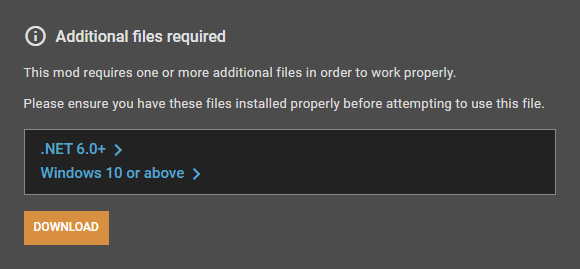 Additional files required
This mod requires one or more additional files in order to work properly.
Please ensure you have these files installed properly before attempting to use this file.
.NET 6.0+
Windows 10 or above
DOWNLOAD